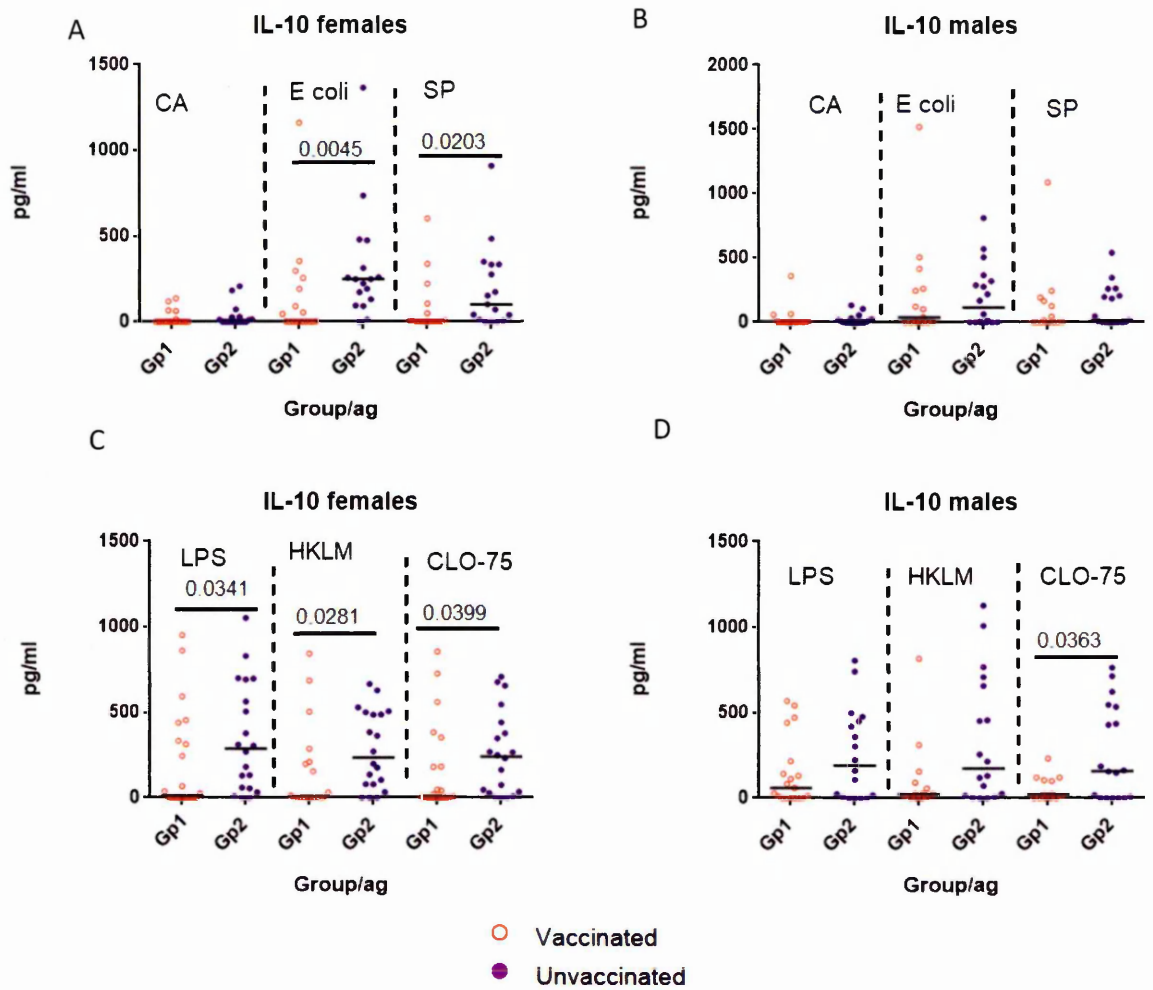 A
IL-10 females
1500
1000
500
0
pg/ml
CA
E coli
SP
0.0045
0.0203
Gp1
Gp2
Gp1
Gp2
Gp1
Gp2
Group/ag
B
IL-10 males
2000
1500
1000
500
0
pg/ml
CA
E coli
SP
Gp1
Gp2
Gp1
Gp2
Gp1
Gp2
Group/ag
C
IL-10 females
1500
1000
500
0
pg/ml
LPS
HKLM
CLO-75
0.0341
0.0281
0.0399
Gp1
Gp2
Gp1
Gp2
Gp1
Gp2
Group/ag
D
IL-10 males
1500
1000
500
0
pg/ml
LPS
HKLM
CLO-75
0.0363
Gp1
Gp2
Gp1
Gp2
Gp1
Gp2
Group/ag
Vaccinated
Unvaccinated